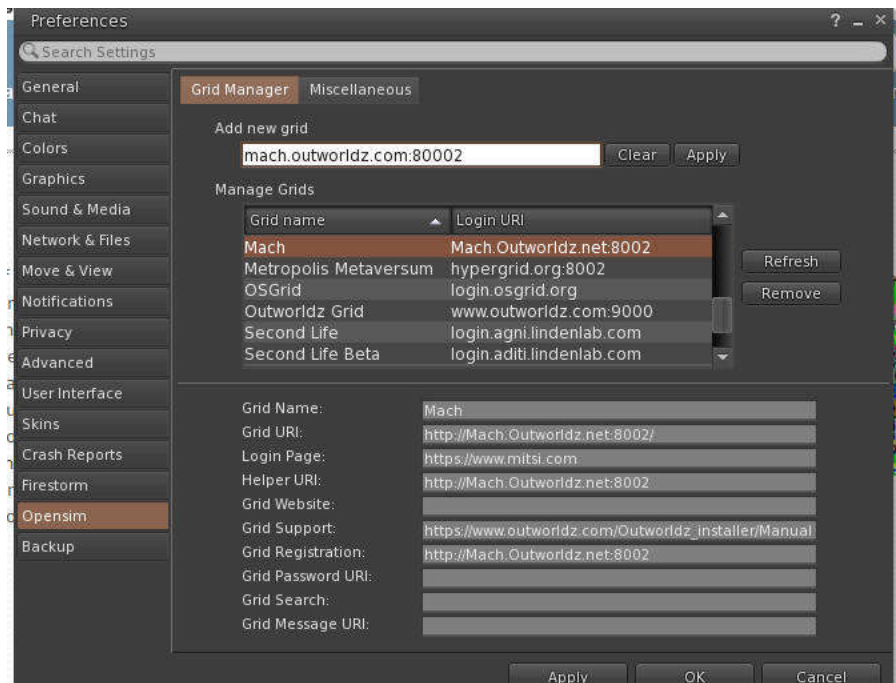 Preferences ? _ ×
Search Settings
General
Chat
Colors
Graphics
Sound & Media
Network & Files
Move & View
Notifications
Privacy
Advanced
User Interface
Skins
Crash Reports
Firestorm
Opensim
Backup
Grid Manager Miscellaneous
Add new grid
mach.outworldz.com:80002 Clear Apply
Manage Grids
Grid name Login URI
Mach Mach.Outworldz.net:8002
Metropolis Metaversum hypergrid.org:8002
OSGrid login.osgrid.org
Outworldz Grid www.outworldz.com:9000
Second Life login.agni.lindenlab.com
Second Life Beta login.aditi.lindenlab.com
Refresh
Remove
Grid Name: Mach
Grid URI: http://Mach.Outworldz.net:8002/
Login Page: https://www.mitsi.com
Helper URI: http://Mach.Outworldz.net:8002
Grid Website:
Grid Support: https://www.outworldz.com/Outworldz_installer/Manual
Grid Registration: http://Mach.Outworldz.net:8002
Grid Password URI:
Grid Search:
Grid Message URI:
Apply OK Cancel